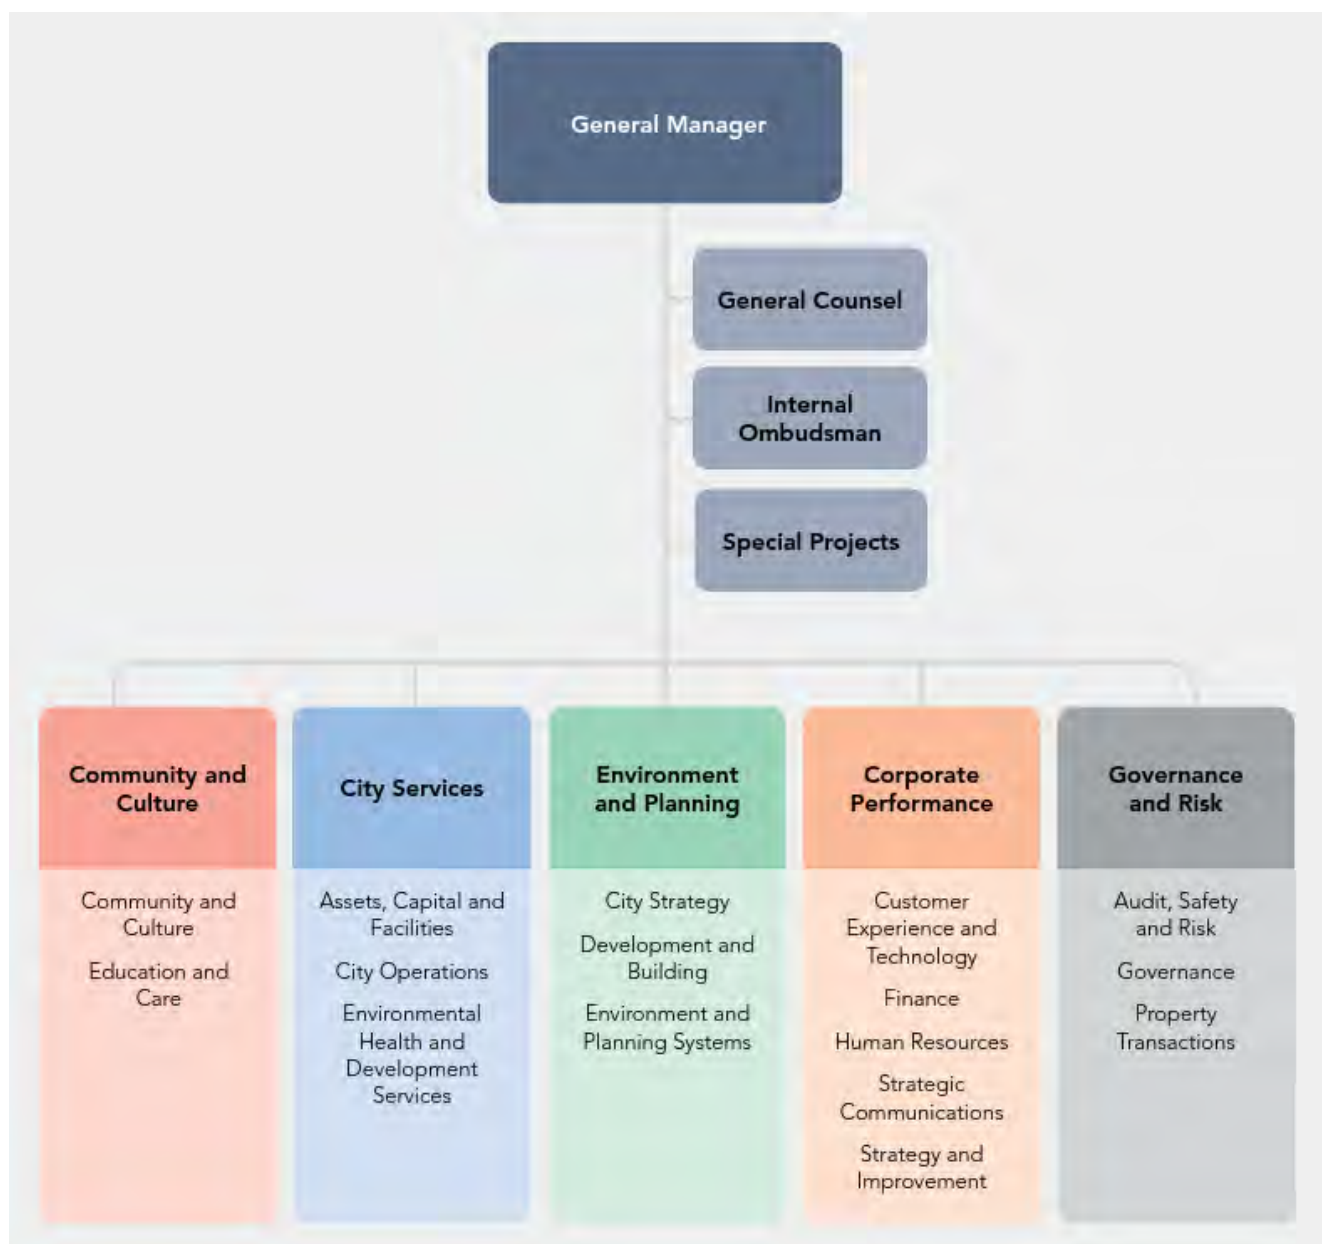 General Manager
General Counsel
Internal
Ombudsman
Special Projects
Community and
Culture
Community and
Culture
Education and
Care
City Services
Assets, Capital and
Facilities
City Operations
Environmental
Health and
Development
Services
Environment
and Planning
City Strategy
Development and
Building
Environment and
Planning Systems
Corporate
Performance
Customer
Experience and
Technology
Finance
Human Resources
Strategic
Communications
Strategy and
Improvement
Governance
and Risk
Audit, Safety
and Risk
Governance
Property
Transactions